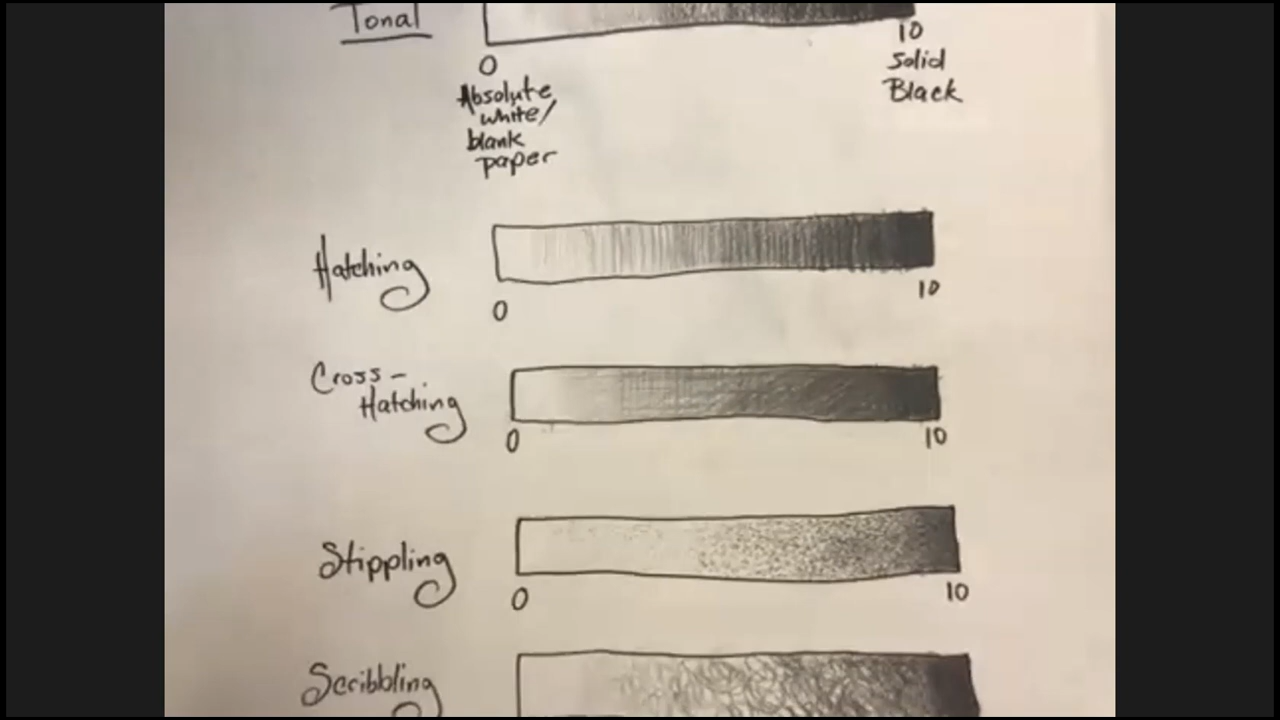 Tonal
0
10
Absolute
white/
blank
paper
Solid
Black
Hatching
0
10
Cross-
Hatching
0
10
Stippling
0
10
Scribbling